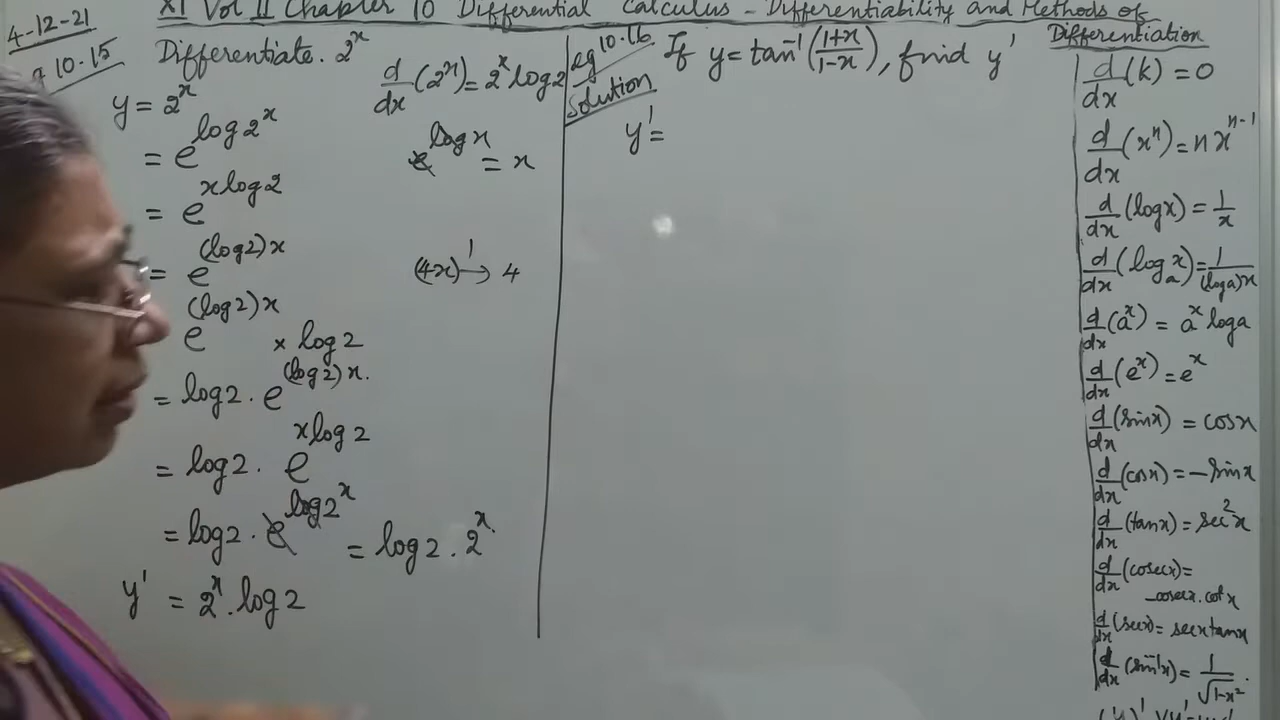 XI Vol II Chapter 10 Differential Calculus - Differentiability and Methods of Differentiation
4-12-21
10.15
Differentiate. 2^x
d/dx (2^x) = 2^x log 2
y = 2^x
= e^(log 2^x)
e^(log x) = x
= e^(x log 2)
= e^((log 2)x)
(4x)' → 4
e^((log 2)x) × log 2
= log 2 . e^((log 2)x).
= log 2 . e^(x log 2)
= log 2 . e^(log 2^x) = log 2 . 2^x.
y' = 2^x . log 2
eg 10.16 If y = tan⁻¹((1+x)/(1-x)), find y'
Solution
y' =
d/dx (k) = 0
d/dx (x^n) = n x^(n-1)
d/dx (log x) = 1/x
d/dx (log_a x) = 1/((log a)x)
d/dx (a^x) = a^x log a
d/dx (e^x) = e^x
d/dx (sin x) = cos x
d/dx (cos x) = - sin x
d/dx (tan x) = sec² x
d/dx (cosec x) =
- cosec x . cot x
d/dx (sec x) = sec x tan x
d/dx (sin⁻¹ x) = 1/√(1-x²) .